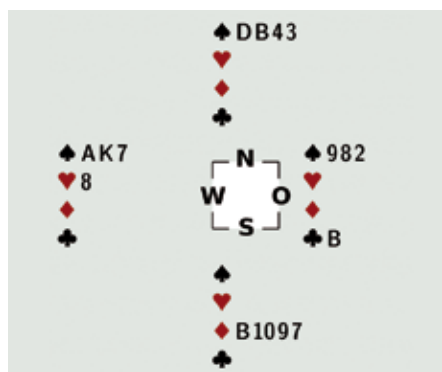 ♠ DB43
♥
♦
♣
♠ AK7
♥ 8
♦
♣
N
W O
S
♠ 982
♥
♦
♣ B
♠
♥
♦ B1097
♣